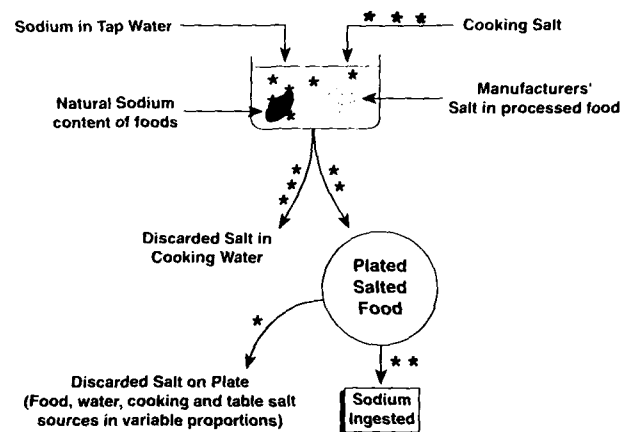 Sodium in Tap Water
Cooking Salt
Natural Sodium
content of foods
Manufacturers'
Salt in processed food
Discarded Salt in
Cooking Water
Plated
Salted
Food
Discarded Salt on Plate
(Food, water, cooking and table salt
sources in variable proportions)
Sodium
Ingested